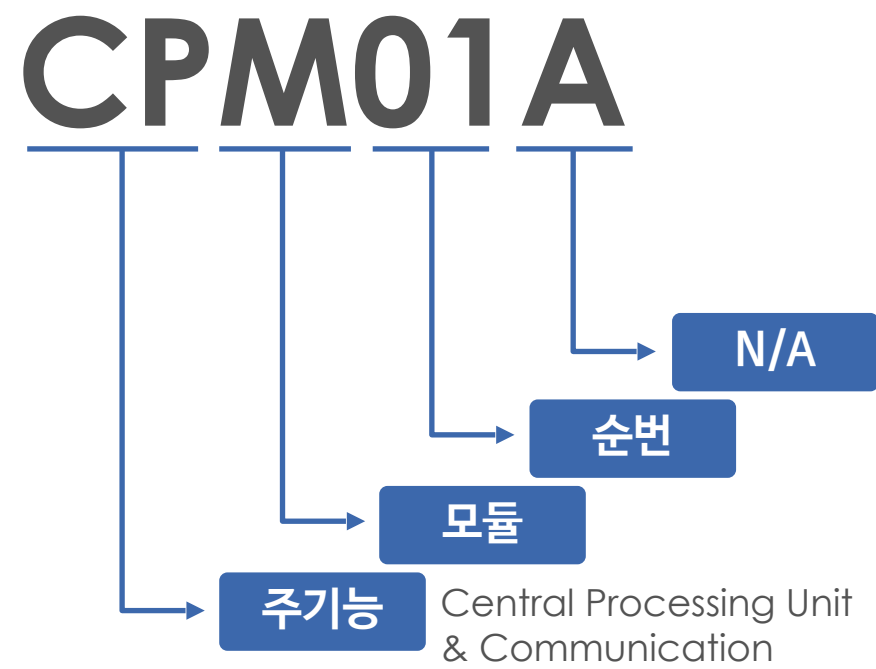 CPM01A
N/A
순번
모듈
주기능
Central Processing Unit
& Communication